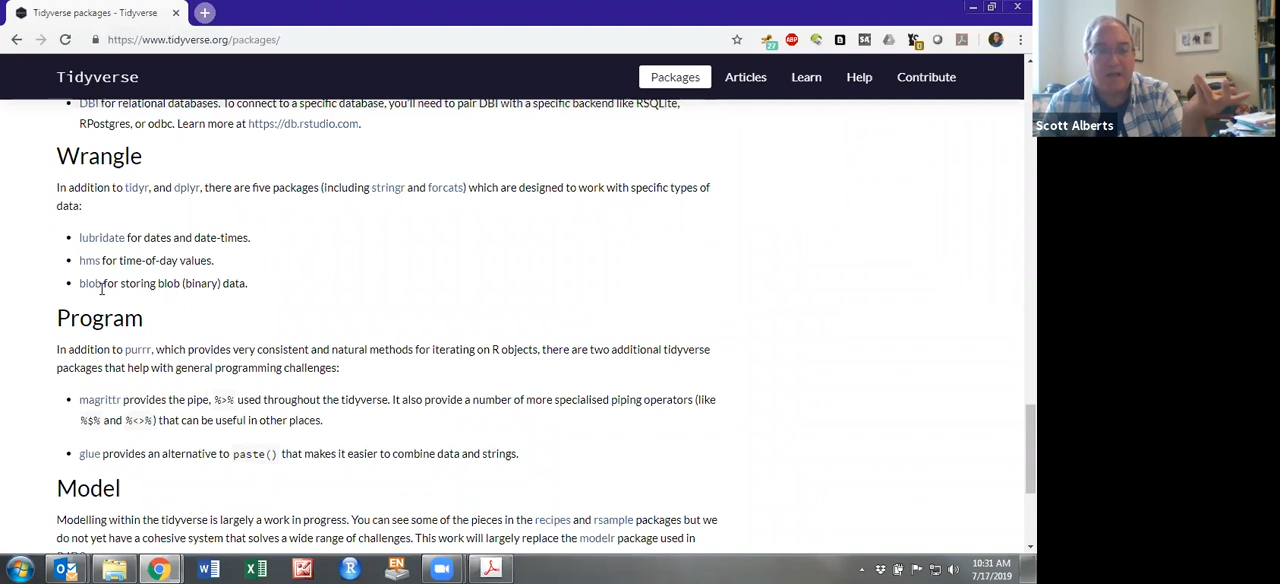 Tidyverse packages - Tidyverse
https://www.tidyverse.org/packages/
Tidyverse
Packages
Articles
Learn
Help
Contribute
Scott Alberts
• DBI for relational databases. To connect to a specific database, you'll need to pair DBI with a specific backend like RSQLite,
RPostgres, or odbc. Learn more at https://db.rstudio.com.
Wrangle
In addition to tidyr, and dplyr, there are five packages (including stringr and forcats) which are designed to work with specific types of
data:
• lubridate for dates and date-times.
• hms for time-of-day values.
• blob for storing blob (binary) data.
Program
In addition to purrr, which provides very consistent and natural methods for iterating on R objects, there are two additional tidyverse
packages that help with general programming challenges:
• magrittr provides the pipe, %>% used throughout the tidyverse. It also provide a number of more specialised piping operators (like
%$% and %<>%) that can be useful in other places.
• glue provides an alternative to paste() that makes it easier to combine data and strings.
Model
Modelling within the tidyverse is largely a work in progress. You can see some of the pieces in the recipes and rsample packages but we
do not yet have a cohesive system that solves a wide range of challenges. This work will largely replace the modelr package used in
10:31 AM
7/17/2019